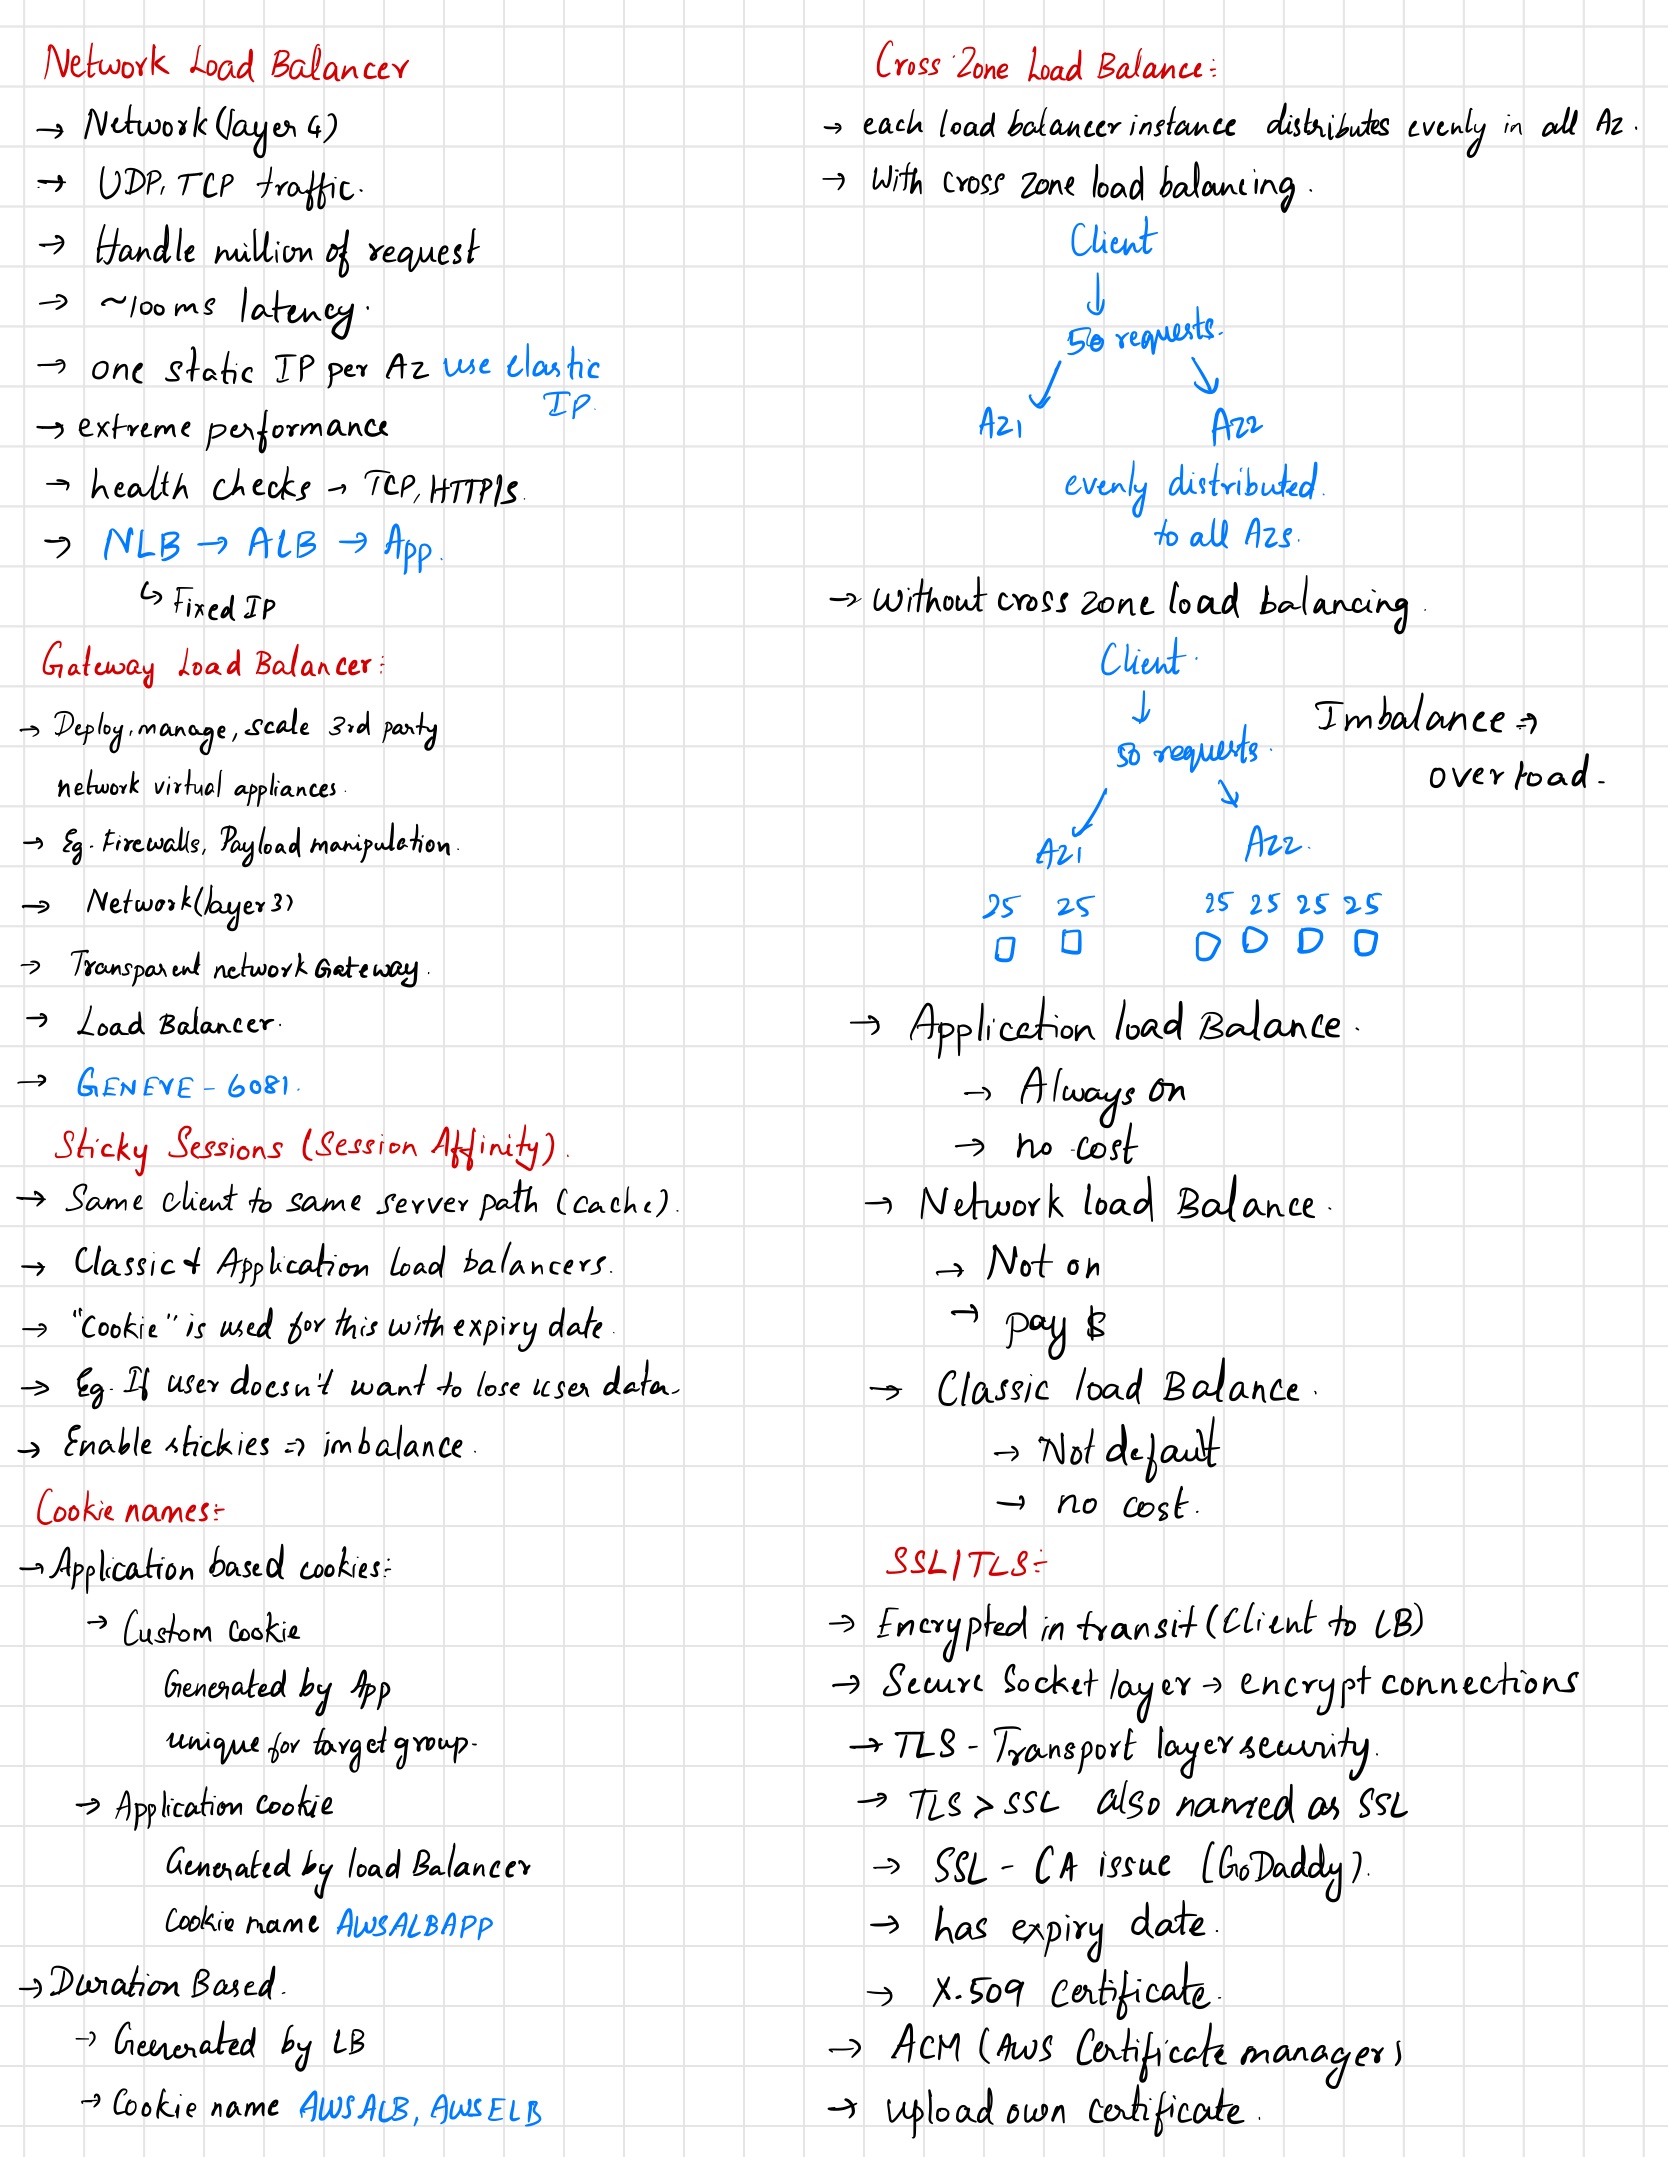 Network Load Balancer
→ Network (layer 4)
→ UDP, TCP traffic.
→ Handle million of request
→ ~100ms latency.
→ one static IP per AZ use elastic
IP.
→ extreme performance
→ health checks → TCP, HTTP/S.
→ NLB → ALB → App.
↳ Fixed IP
Gateway Load Balancer:
→ Deploy, manage, scale 3rd party
network virtual appliances.
→ Eg. Firewalls, Payload manipulation.
→ Network (layer 3)
→ Transparent network Gateway.
→ Load Balancer.
→ GENEVE - 6081.
Sticky Sessions (Session Affinity).
→ Same client to same server path (cache).
→ Classic & Application Load balancers.
→ "Cookie" is used for this with expiry date.
→ Eg. If user doesn't want to lose user data.
→ Enable stickies ⇒ imbalance.
Cookie names:-
→ Application based cookies:-
→ Custom cookie
Generated by App
unique for target group.
→ Application cookie
Generated by load Balancer
Cookie name AWSALBAPP
→ Duration Based.
→ Geenerated by LB
→ Cookie name AWSALB, AWSELB
Cross Zone Load Balance:-
→ each load balancer instance distributes evenly in all AZ.
→ With cross zone load balancing.
Client
↓
50 requests.
AZ1 AZ2
evenly distributed.
to all AZs.
→ Without cross zone load balancing.
Client.
↓
50 requests.
Imbalance ⇒
overload.
AZ1 AZ2.
25 25 25 25 25 25
→ Application load Balance.
→ Always on
→ no cost
→ Network load Balance.
→ Not on
→ pay $
→ Classic load Balance.
→ Not defaut
→ no cost.
SSL/TLS:-
→ Encrypted in transit (Client to LB)
→ Secure Socket layer → encrypt connections
→ TLS - Transport layer security.
→ TLS > SSL also named as SSL
→ SSL - CA issue (GoDaddy).
→ has expiry date.
→ X.509 certificate.
→ ACM (AWS Certificate manager)
→ upload own certificate.